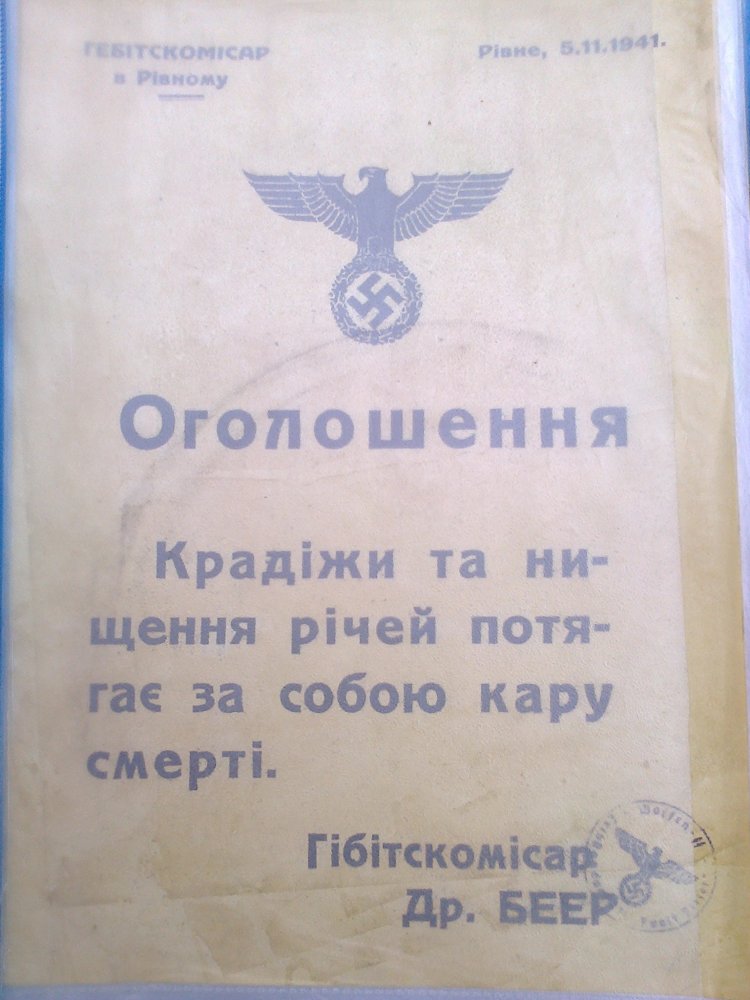 ГЕБІТСКОМІСАР
в Рівному
Рівне, 5.11.1941.
Оголошення
Крадіжи та ни-
щення річей потя-
гає за собою кару
смерті.
Гібітскомісар
Др. БЕЕР